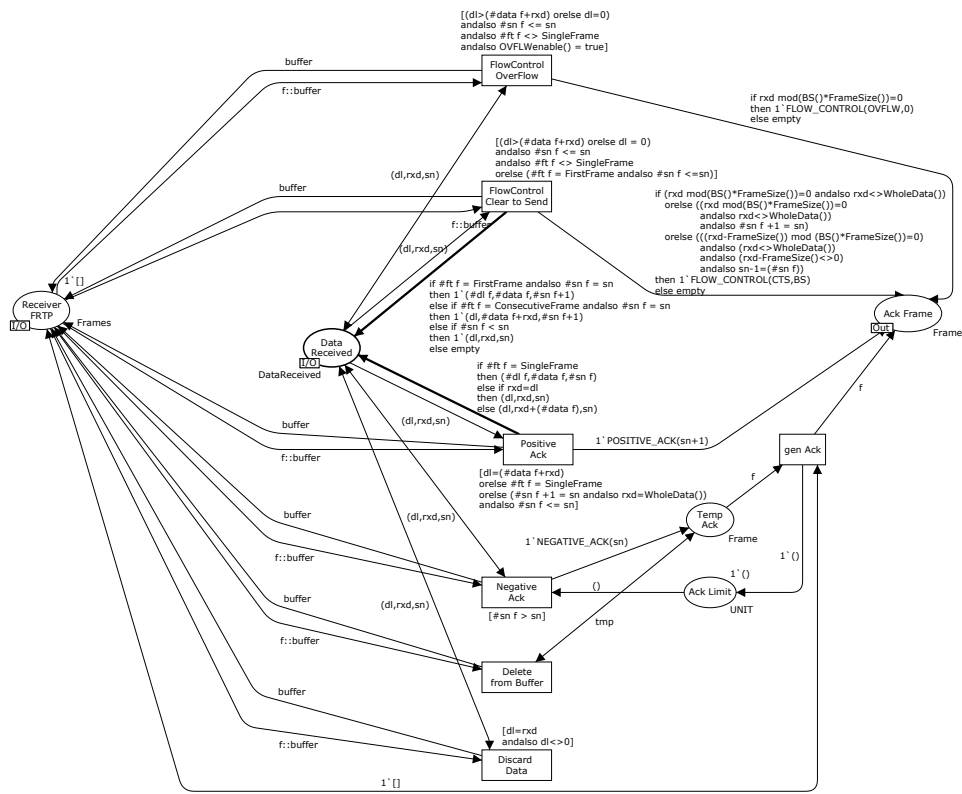 [(dl>(#data f+rxd) orelse dl=0)
andalso #sn f <= sn
andalso #ft f <> SingleFrame
andalso OVFLWenable() = true]
buffer
f::buffer
FlowControl
OverFlow
if rxd mod(BS()*FrameSize())=0
then 1`FLOW_CONTROL(OVFLW,0)
else empty
[(dl>(#data f+rxd) orelse dl = 0)
andalso #sn f <= sn
andalso #ft f <> SingleFrame
orelse (#ft f = FirstFrame andalso #sn f <=sn)]
(dl,rxd,sn)
buffer
FlowControl
Clear to Send
f::buffer
(dl,rxd,sn)
if (rxd mod(BS()*FrameSize())=0 andalso rxd<>WholeData())
orelse ((rxd mod(BS()*FrameSize())=0
andalso rxd<>WholeData())
andalso #sn f +1 = sn)
orelse (((rxd-FrameSize()) mod (BS()*FrameSize())=0)
andalso (rxd<>WholeData())
andalso (rxd-FrameSize()<>0)
andalso sn-1=(#sn f))
then 1`FLOW_CONTROL(CTS,BS)
else empty
1`[]
Receiver
FRTP
I/O
Frames
if #ft f = FirstFrame andalso #sn f = sn
then 1`(#dl f,#data f,#sn f+1)
else if #ft f = ConsecutiveFrame andalso #sn f = sn
then 1`(dl,#data f+rxd,#sn f+1)
else if #sn f < sn
then 1`(dl,rxd,sn)
else empty
Ack Frame
Out
Frame
Data
Received
I/O
DataReceived
if #ft f = SingleFrame
then (#dl f,#data f,#sn f)
else if rxd=dl
then (dl,rxd,sn)
else (dl,rxd+(#data f),sn)
f
(dl,rxd,sn)
buffer
f::buffer
Positive
Ack
1`POSITIVE_ACK(sn+1)
gen Ack
[dl=(#data f+rxd)
orelse #ft f = SingleFrame
orelse (#sn f +1 = sn andalso rxd=WholeData())
andalso #sn f <= sn]
f
buffer
(dl,rxd,sn)
Temp
Ack
Frame
1`NEGATIVE_ACK(sn)
f::buffer
1`()
Negative
Ack
()
1`()
Ack Limit
UNIT
[#sn f > sn]
buffer
(dl,rxd,sn)
tmp
f::buffer
Delete
from Buffer
buffer
[dl=rxd
andalso dl<>0]
f::buffer
Discard
Data
1`[]